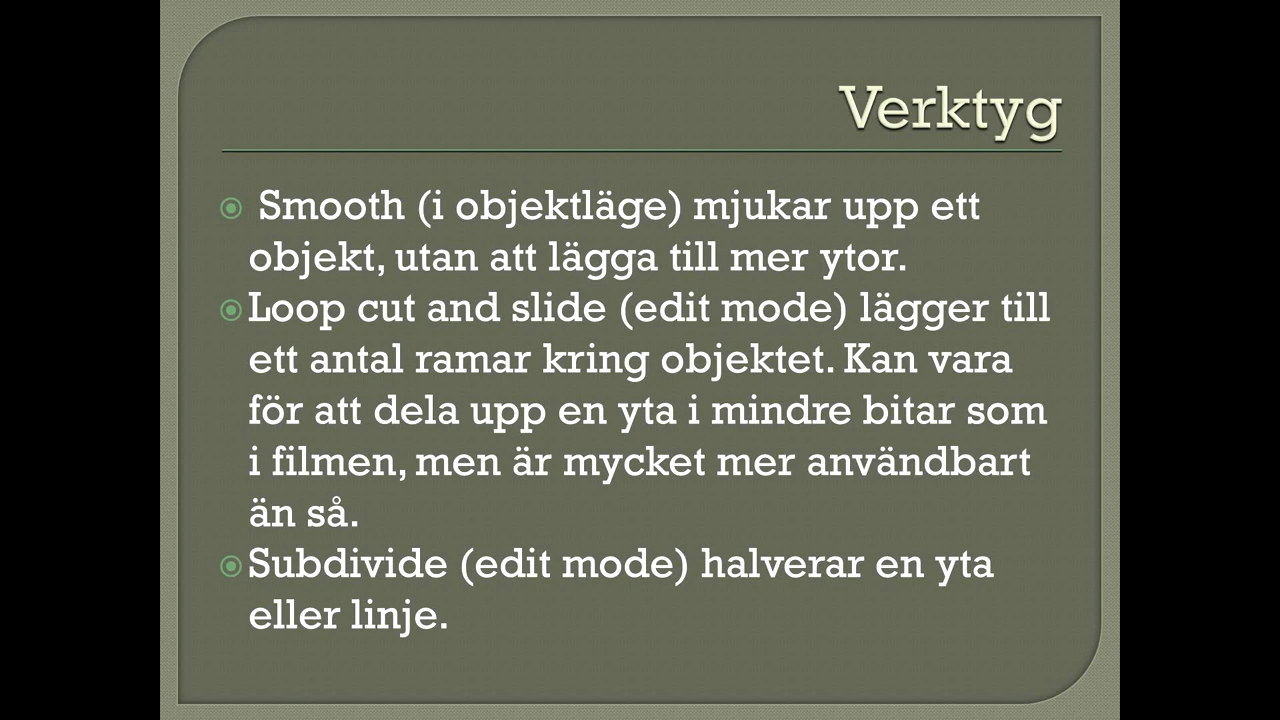 Verktyg
Smooth (i objektläge) mjukar upp ett
objekt, utan att lägga till mer ytor.
Loop cut and slide (edit mode) lägger till
ett antal ramar kring objektet. Kan vara
för att dela upp en yta i mindre bitar som
i filmen, men är mycket mer användbart
än så.
Subdivide (edit mode) halverar en yta
eller linje.